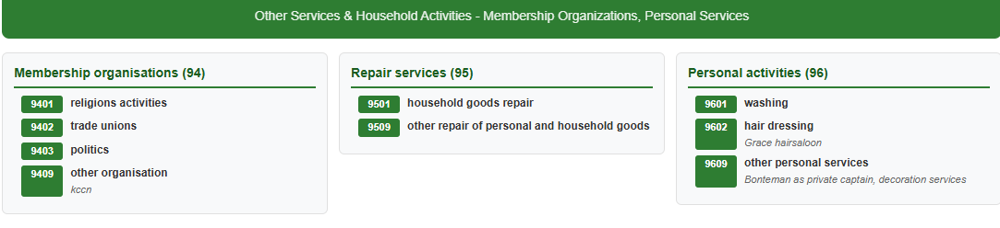 Other Services & Household Activities - Membership Organizations, Personal Services
Membership organisations (94)
9401 religions activities
9402 trade unions
9403 politics
9409 other organisation
kccn
Repair services (95)
9501 household goods repair
9509 other repair of personal and household goods
Personal activities (96)
9601 washing
9602 hair dressing
Grace hairsaloon
9609 other personal services
Bonteman as private captain, decoration services